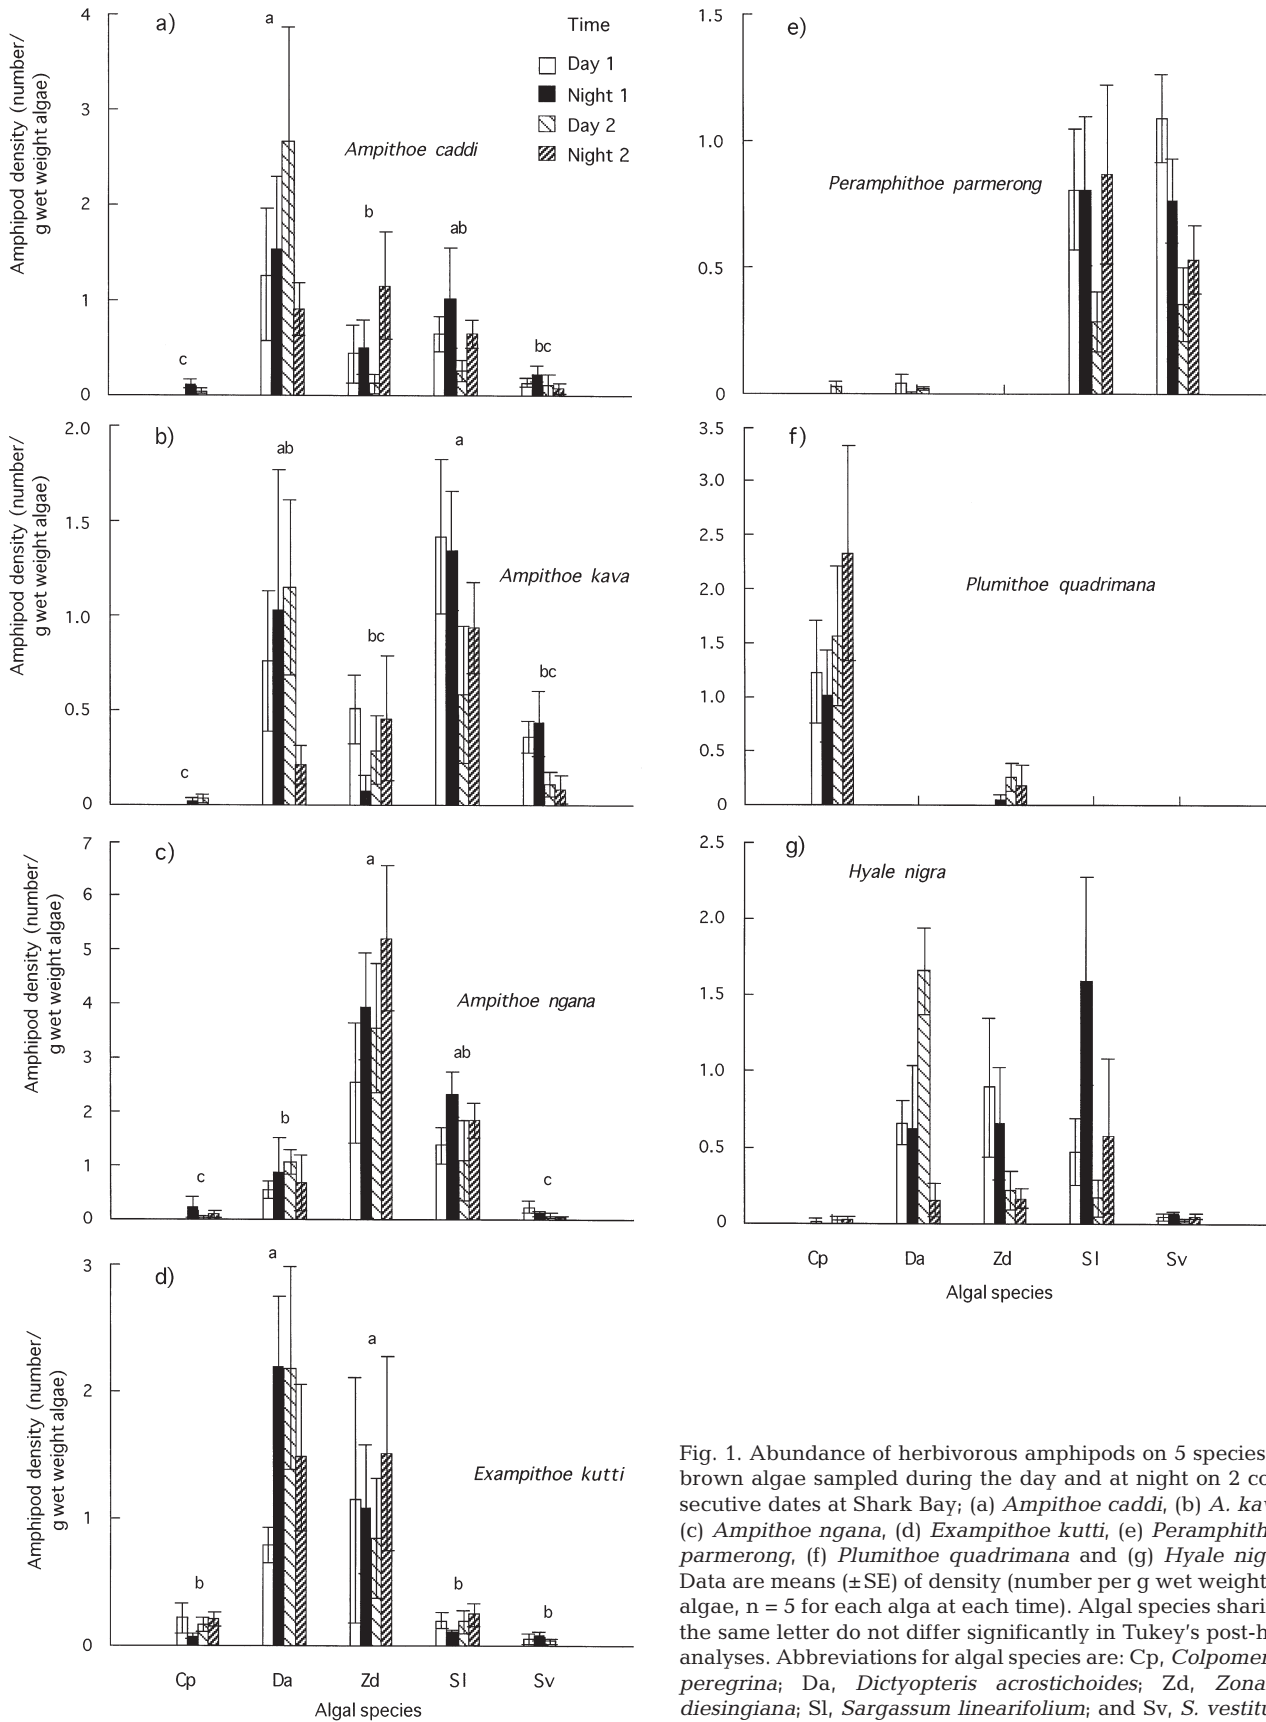 a)
Amphipod density (number/
g wet weight algae)
4
3
2
1
0
a
b
ab
c
bc
Ampithoe caddi
Time
Day 1
Night 1
Day 2
Night 2
b)
Amphipod density (number/
g wet weight algae)
2.0
1.5
1.0
0.5
0
ab
a
bc
bc
c
Ampithoe kava
c)
Amphipod density (number/
g wet weight algae)
7
6
5
4
3
2
1
0
a
ab
b
c
c
Ampithoe ngana
d)
Amphipod density (number/
g wet weight algae)
3
2
1
0
a
a
b
b
b
Exampithoe kutti
Cp Da Zd Sl Sv
Algal species
e)
1.5
1.0
0.5
0
Peramphithoe parmerong
f)
3.5
3.0
2.5
2.0
1.5
1.0
0.5
0
Plumithoe quadrimana
g)
2.5
2.0
1.5
1.0
0.5
0
Hyale nigra
Cp Da Zd Sl Sv
Algal species
Fig. 1. Abundance of herbivorous amphipods on 5 species
brown algae sampled during the day and at night on 2 co
secutive dates at Shark Bay; (a) Ampithoe caddi, (b) A. kav
(c) Ampithoe ngana, (d) Exampithoe kutti, (e) Peramphith
parmerong, (f) Plumithoe quadrimana and (g) Hyale nig
Data are means (±SE) of density (number per g wet weight
algae, n = 5 for each alga at each time). Algal species shari
the same letter do not differ significantly in Tukey's post-h
analyses. Abbreviations for algal species are: Cp, Colpomen
peregrina; Da, Dictyopteris acrostichoides; Zd, Zona
diesingiana; Sl, Sargassum linearifolium; and Sv, S. vestitu